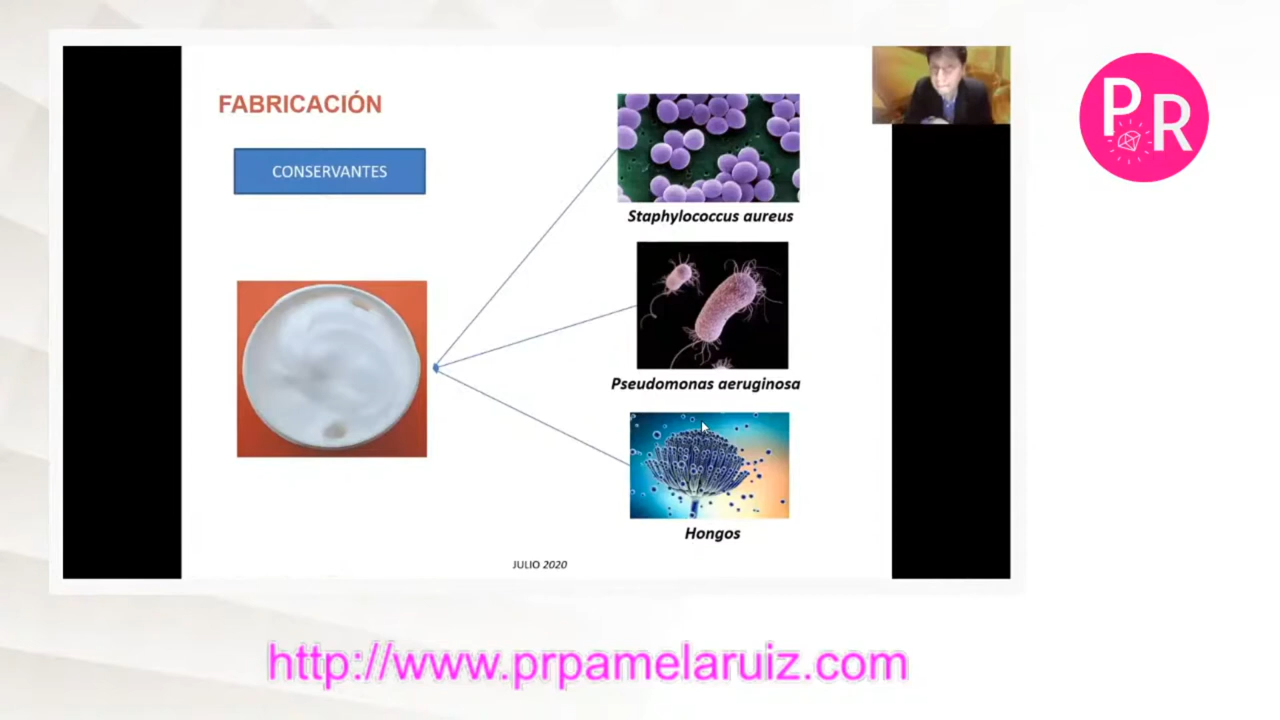 FABRICACIÓN
CONSERVANTES
Staphylococcus aureus
Pseudomonas aeruginosa
Hongos
JULIO 2020
PR
http://www.prpamelaruiz.com